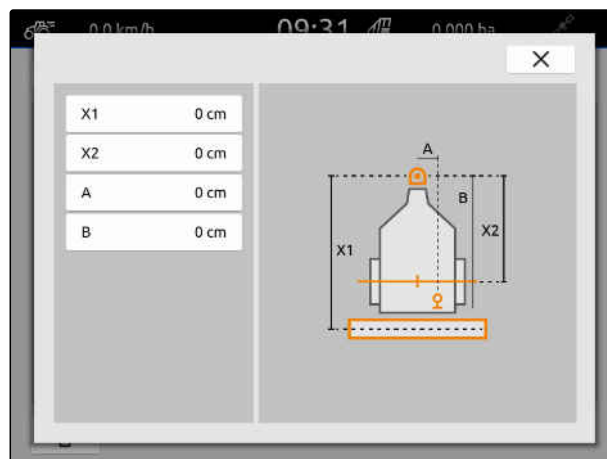 0.0 km/h 09:31 0.000 ha
X1 0 cm
X2 0 cm
A 0 cm
B 0 cm
A
B
X2
X1